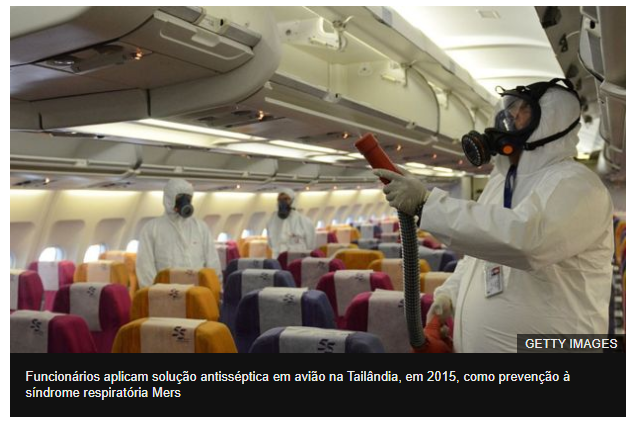 GETTY IMAGES
Funcionários aplicam solução antisséptica em avião na Tailândia, em 2015, como prevenção à
síndrome respiratória Mers